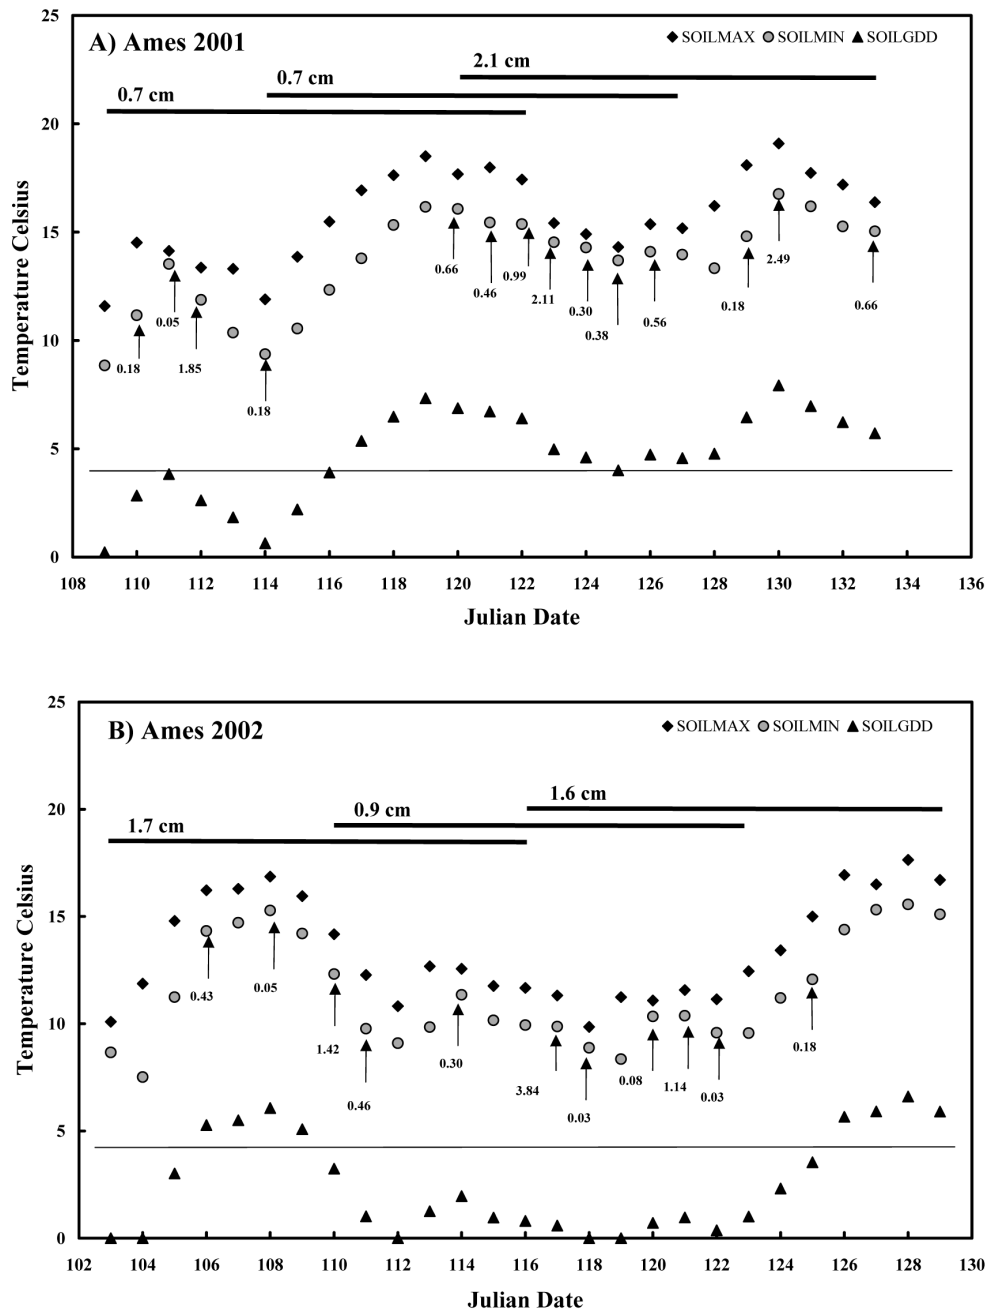 25
A) Ames 2001
SOILMAX SOILMIN SOILGDD
2.1 cm
0.7 cm
0.7 cm
20
15
10
5
0
Temperature Celsius
0.18
0.05
1.85
0.18
0.66
0.46
0.99
2.11
0.30
0.38
0.56
0.18
2.49
0.66
108 110 112 114 116 118 120 122 124 126 128 130 132 134 136
Julian Date
25
B) Ames 2002
SOILMAX SOILMIN SOILGDD
1.6 cm
0.9 cm
1.7 cm
20
15
10
5
0
Temperature Celsius
0.43
0.05
1.42
0.46
0.30
3.84
0.03
0.08
1.14
0.03
0.18
102 104 106 108 110 112 114 116 118 120 122 124 126 128 130
Julian Date